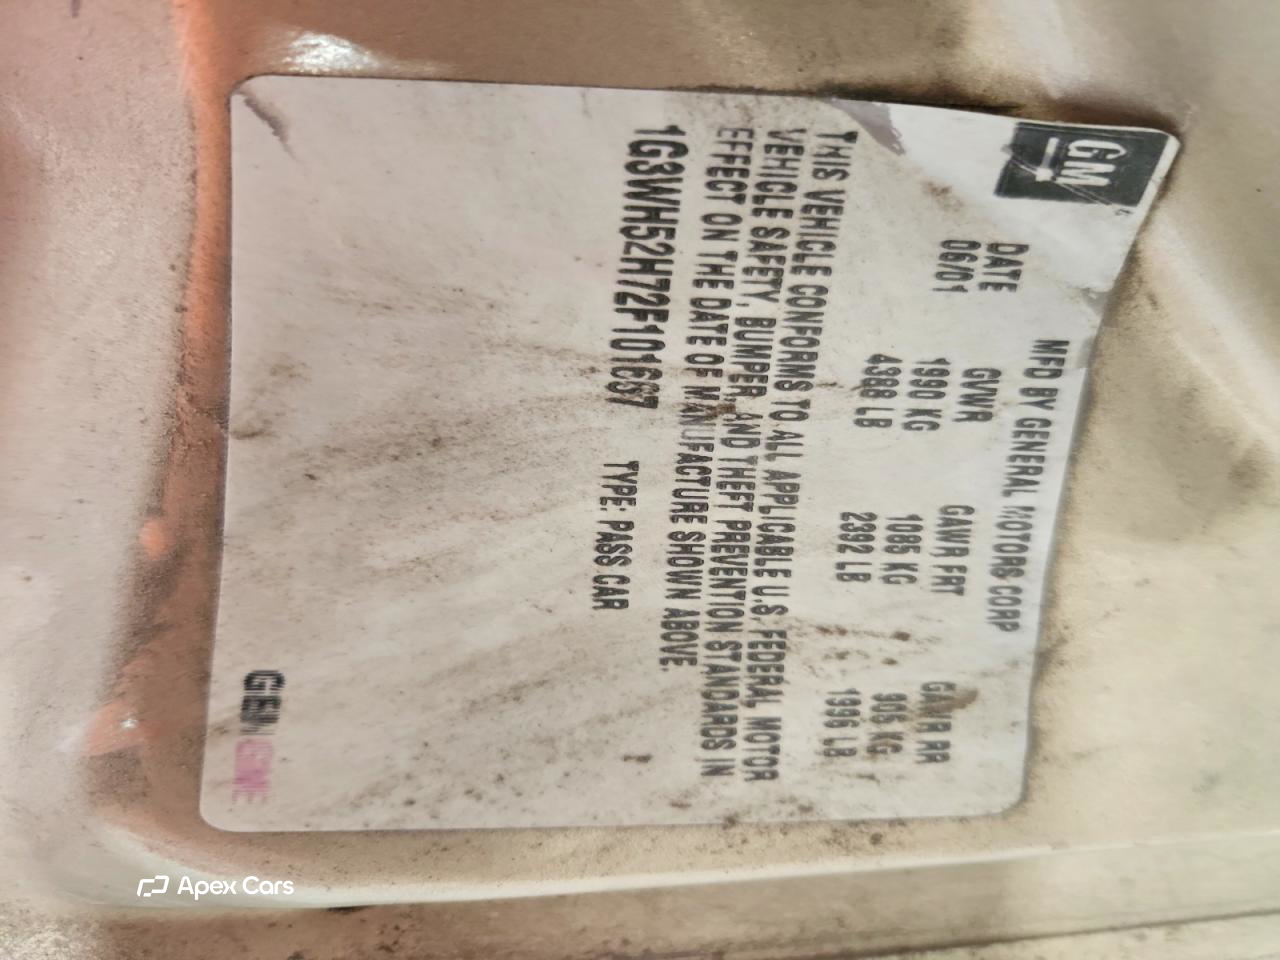 GM
MFD BY GENERAL MOTORS CORP
DATE GVWR GAWR FRT GAWR RR
06/01 1990 KG 1085 KG 905 KG
4388 LB 2392 LB 1996 LB
THIS VEHICLE CONFORMS TO ALL APPLICABLE U.S. FEDERAL MOTOR
VEHICLE SAFETY, BUMPER, AND THEFT PREVENTION STANDARDS IN
EFFECT ON THE DATE OF MANUFACTURE SHOWN ABOVE.
1G3WH52H72F101667 TYPE: PASS CAR
Apex Cars